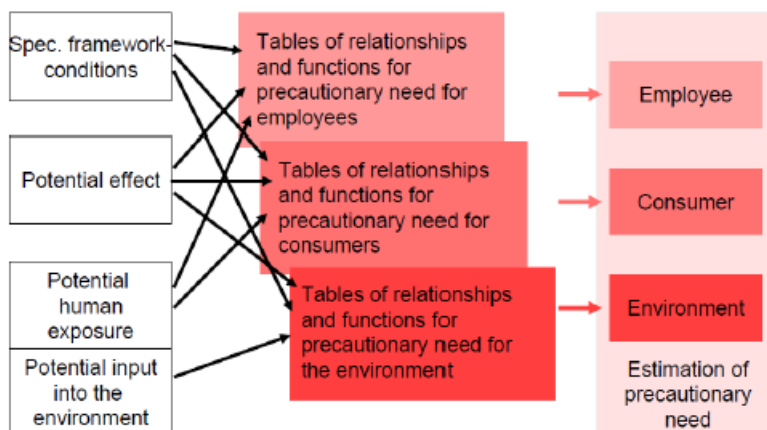 Spec. framework-
conditions
Potential effect
Potential
human
exposure
Potential input
into the
environment
Tables of relationships
and functions for
precautionary need for
employees
Tables of relationships
and functions for
precautionary need for
consumers
Tables of relationships
and functions for
precautionary need for
the environment
Employee
Consumer
Environment
Estimation of
precautionary
need